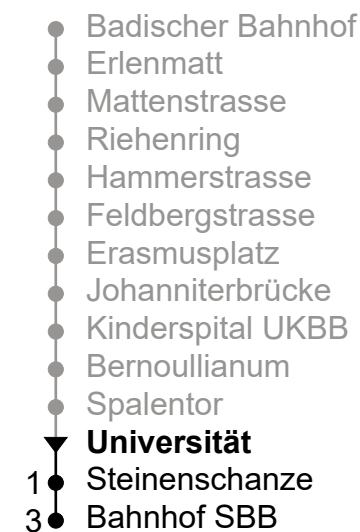 Badischer Bahnhof
Erlenmatt
Mattenstrasse
Riehenring
Hammerstrasse
Feldbergstrasse
Erasmusplatz
Johanniterbrücke
Kinderspital UKBB
Bernoullianum
Spalentor
Universität
1 Steinenschanze
3 Bahnhof SBB